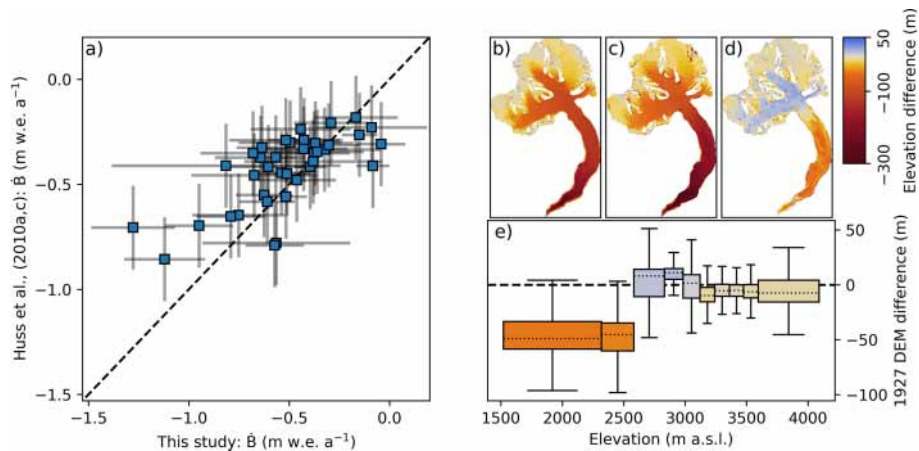 a)
0.0
−0.5
−1.0
−1.5
Huss et al., (2010a,c): Ḃ (m w.e. a⁻¹)
−1.5 −1.0 −0.5 0.0
This study: Ḃ (m w.e. a⁻¹)
b) c) d)
50
−100
−300
Elevation difference (m)
e)
50
0
−50
−100
1927 DEM difference (m)
1500 2000 2500 3000 3500 4000
Elevation (m a.s.l.)